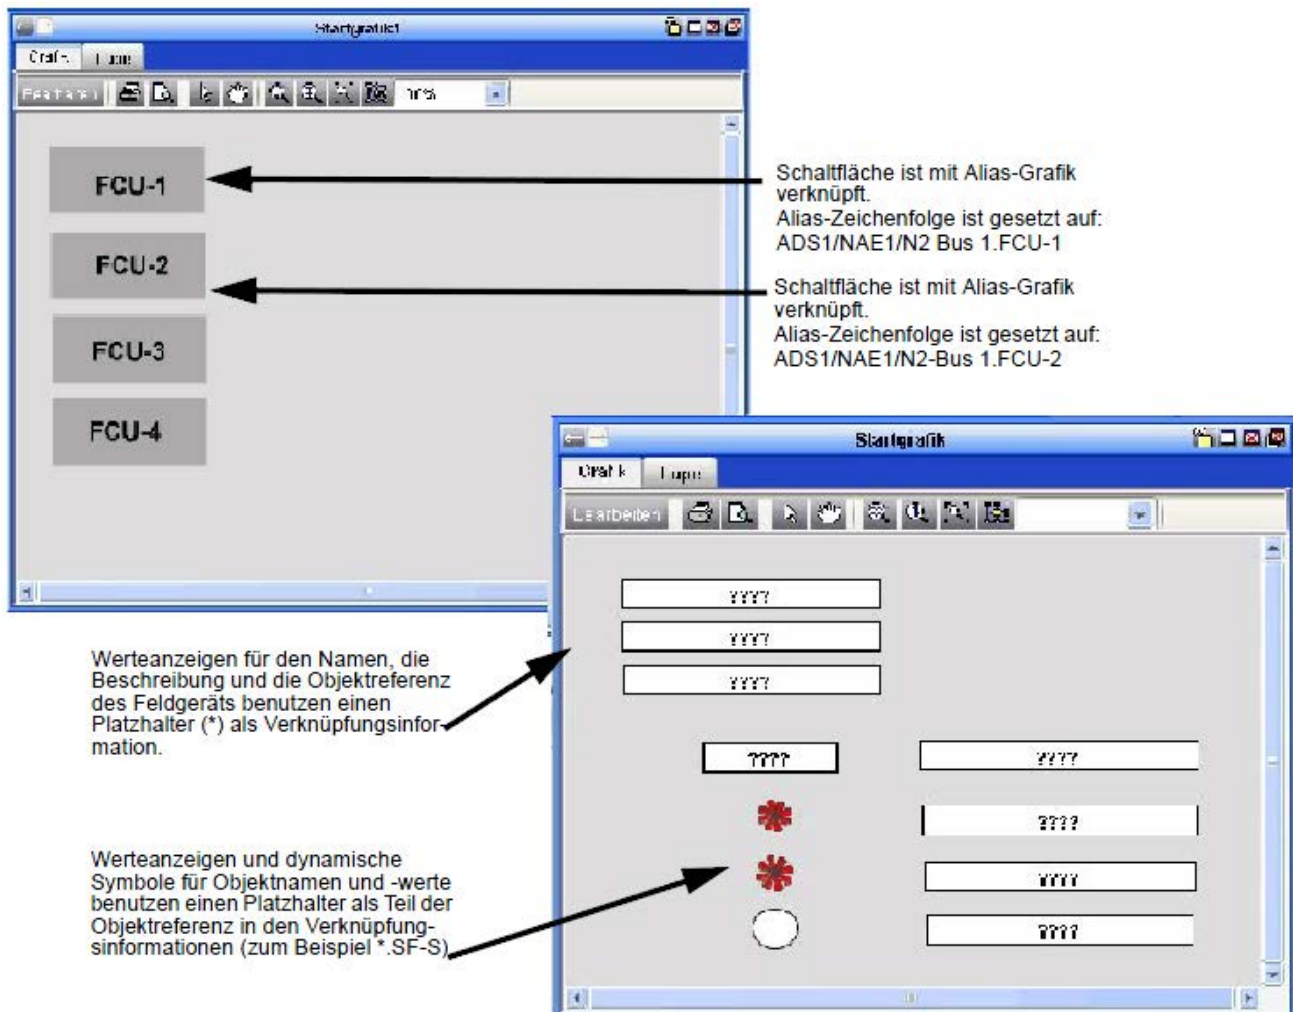 Startgrafik1
FCU-1
FCU-2
FCU-3
FCU-4
Schaltfläche ist mit Alias-Grafik
verknüpft.
Alias-Zeichenfolge ist gesetzt auf:
ADS1/NAE1/N2 Bus 1.FCU-1
Schaltfläche ist mit Alias-Grafik
verknüpft.
Alias-Zeichenfolge ist gesetzt auf:
ADS1/NAE1/N2-Bus 1.FCU-2
Startgrafik
Grafik
Bearbeiten
????
????
????
????
????
????
????
????
Werteanzeigen für den Namen, die
Beschreibung und die Objektreferenz
des Feldgeräts benutzen einen
Platzhalter (*) als Verknüpfungsinfor-
mation.
Werteanzeigen und dynamische
Symbole für Objektnamen und -werte
benutzen einen Platzhalter als Teil der
Objektreferenz in den Verknüpfung-
sinformationen (zum Beispiel *.SF-S)